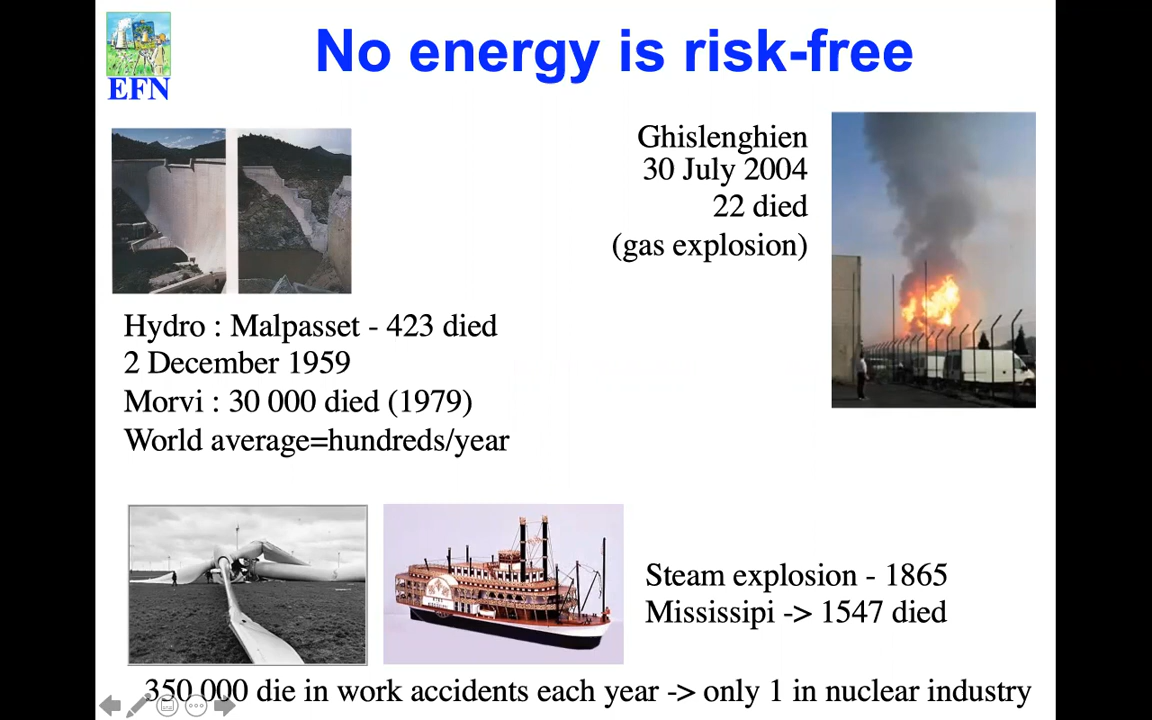 No energy is risk-free
EFN
Ghislenghien
30 July 2004
22 died
(gas explosion)
Hydro : Malpasset - 423 died
2 December 1959
Morvi : 30 000 died (1979)
World average=hundreds/year
Steam explosion - 1865
Mississipi -> 1547 died
350 000 die in work accidents each year -> only 1 in nuclear industry